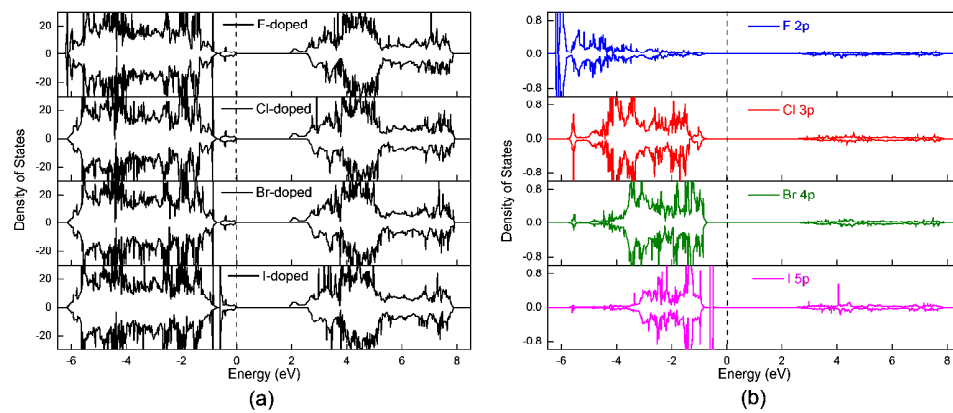 Density of States
20
0
-20
F-doped
20
0
-20
Cl-doped
20
0
-20
Br-doped
20
0
-20
I-doped
-6 -4 -2 0 2 4 6 8
Energy (eV)
(a)
Density of States
0.8
0.0
-0.8
F 2p
0.8
0.0
-0.8
Cl 3p
0.8
0.0
-0.8
Br 4p
0.8
0.0
-0.8
I 5p
-6 -4 -2 0 2 4 6 8
Energy (eV)
(b)